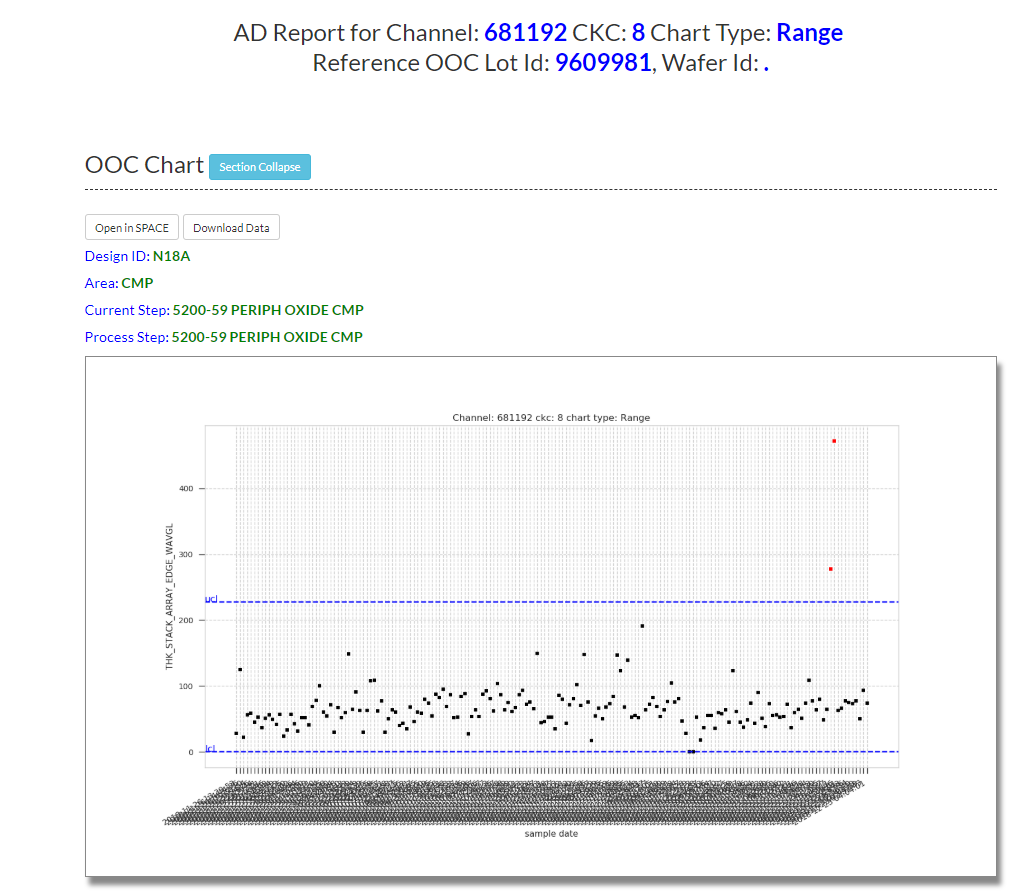 AD Report for Channel: 681192 CKC: 8 Chart Type: Range
Reference OOC Lot Id: 9609981, Wafer Id: .
OOC Chart Section Collapse
Open in SPACE Download Data
Design ID: N18A
Area: CMP
Current Step: 5200-59 PERIPH OXIDE CMP
Process Step: 5200-59 PERIPH OXIDE CMP
Channel: 681192 ckc: 8 chart type: Range
THK_STACK_ARRAY_EDGE_WAVGL
400
300
ucl
200
100
lcl
0
sample date